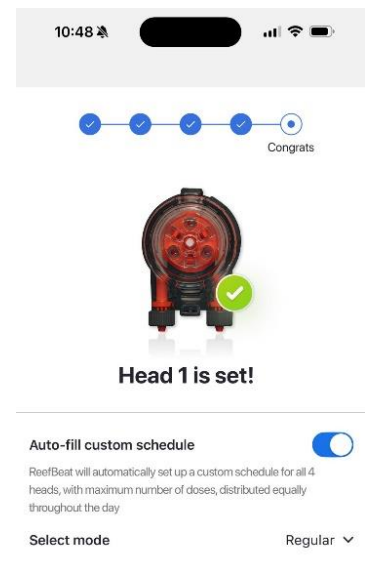 10:48
Congrats
Head 1 is set!
Auto-fill custom schedule
ReefBeat will automatically set up a custom schedule for all 4
heads, with maximum number of doses, distributed equally
throughout the day
Select mode Regular